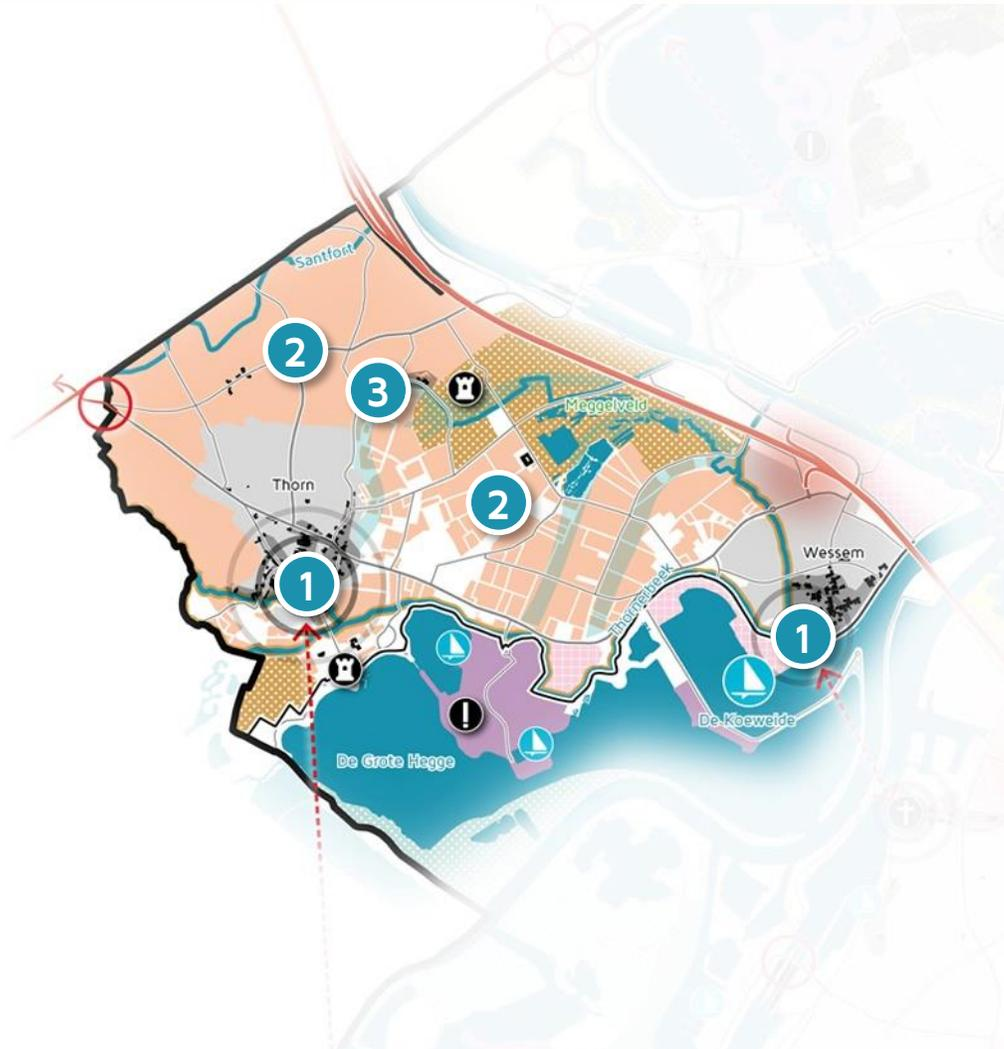 Santfort
2
3
Meggelveld
Thorn
2
Wessem
1
Thornerbeek
1
!
De Koeweide
De Grote Hegge